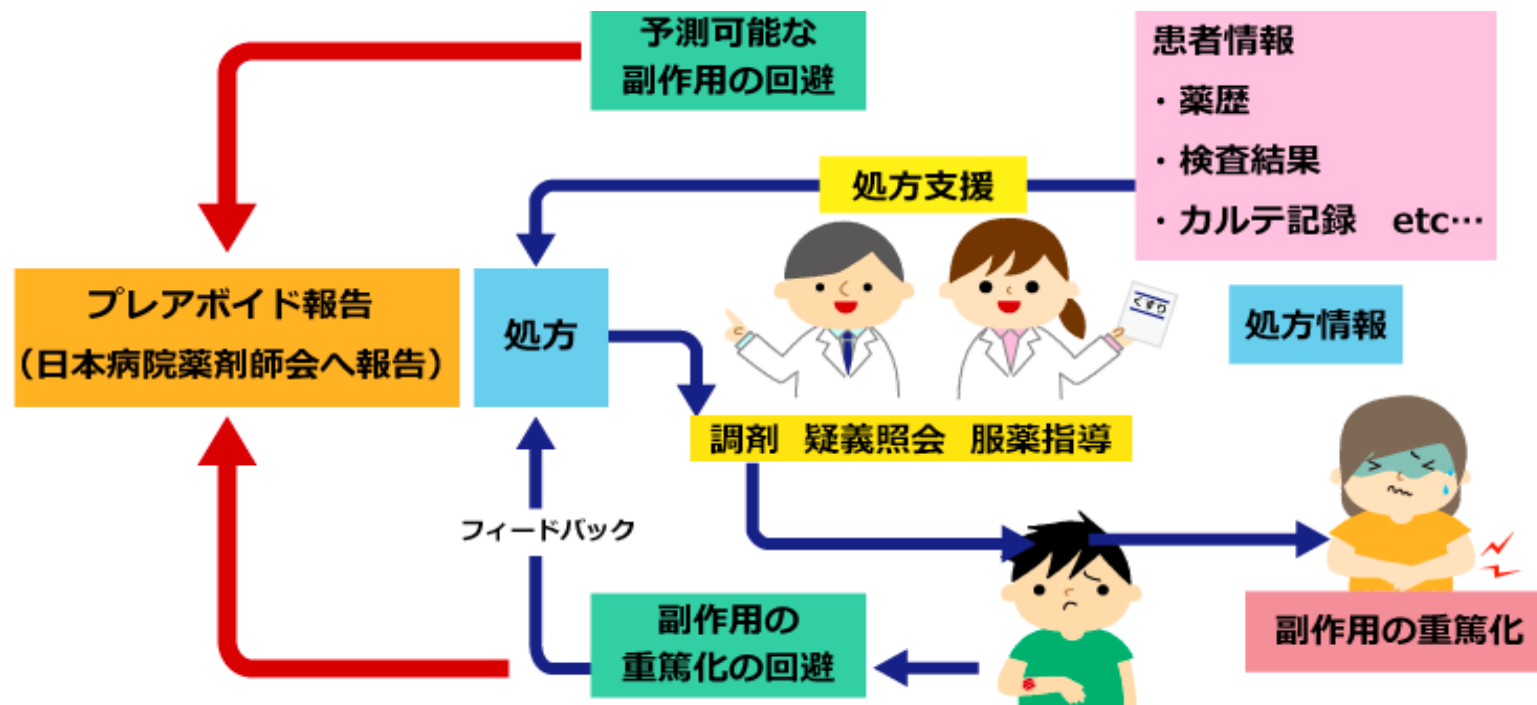 予測可能な
副作用の回避
患者情報
・薬歴
・検査結果
・カルテ記録　etc…
処方支援
プレアボイド報告
（日本病院薬剤師会へ報告）
処方
くすり
処方情報
調剤　疑義照会　服薬指導
フィードバック
副作用の
重篤化の回避
副作用の重篤化